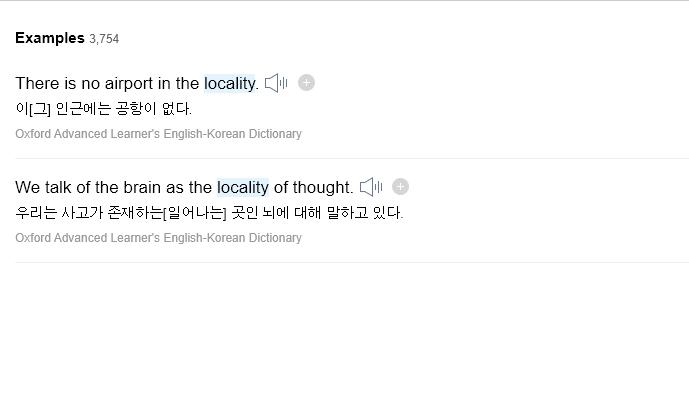 Examples 3,754
There is no airport in the locality.
이[그] 인근에는 공항이 없다.
Oxford Advanced Learner's English-Korean Dictionary
We talk of the brain as the locality of thought.
우리는 사고가 존재하는[일어나는] 곳인 뇌에 대해 말하고 있다.
Oxford Advanced Learner's English-Korean Dictionary